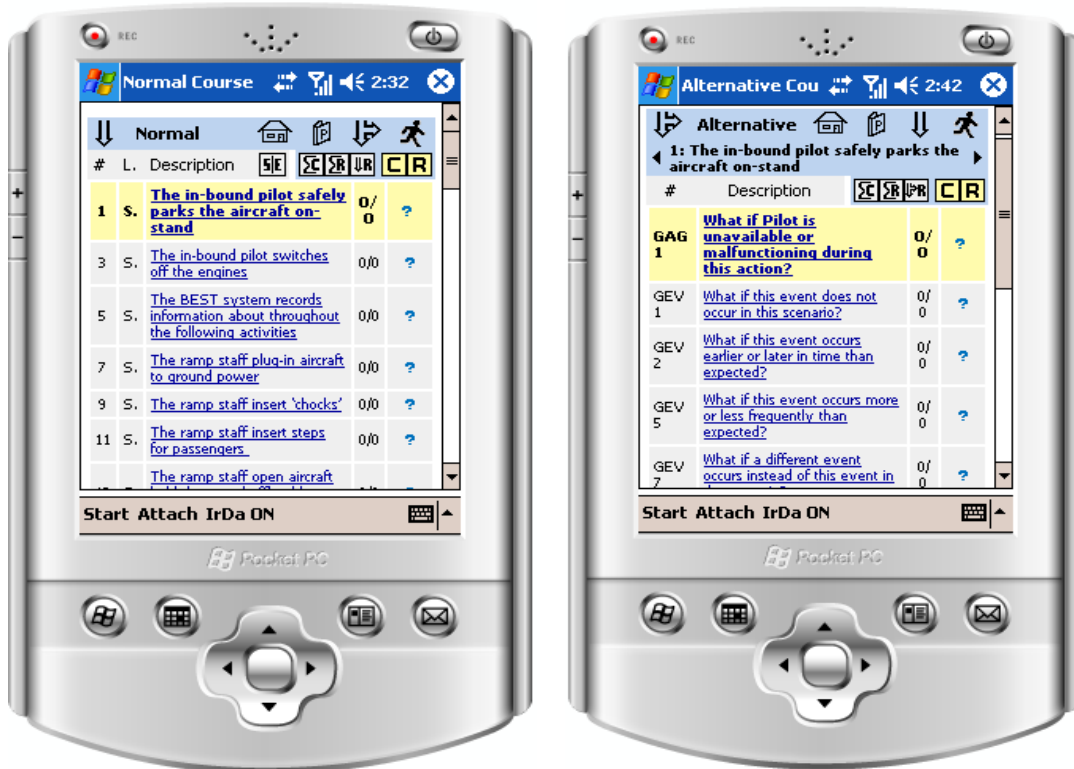 REC
Normal Course 2:32
Normal
# L. Description S|E ΣC ΣR ⇓R C R
1 S. The in-bound pilot safely
parks the aircraft on-
stand
0/
0 ?
3 S. The in-bound pilot switches
off the engines 0/0 ?
5 S. The BEST system records
information about throughout
the following activities 0/0 ?
7 S. The ramp staff plug-in aircraft
to ground power 0/0 ?
9 S. The ramp staff insert 'chocks' 0/0 ?
11 S. The ramp staff insert steps
for passengers 0/0 ?
The ramp staff open aircraft
Start Attach IrDa ON
Pocket PC
REC
Alternative Cou 2:42
Alternative
1: The in-bound pilot safely parks the
aircraft on-stand
# Description ΣC ΣR R C R
GAG
1 What if Pilot is
unavailable or
malfunctioning during
this action?
0/
0 ?
GEV
1 What if this event does not
occur in this scenario?
0/
0 ?
GEV
2 What if this event occurs
earlier or later in time than
expected?
0/
0 ?
GEV
5 What if this event occurs more
or less frequently than
expected?
0/
0 ?
GEV
7 What if a different event
occurs instead of this event in
0/
0 ?
Start Attach IrDa ON
Pocket PC